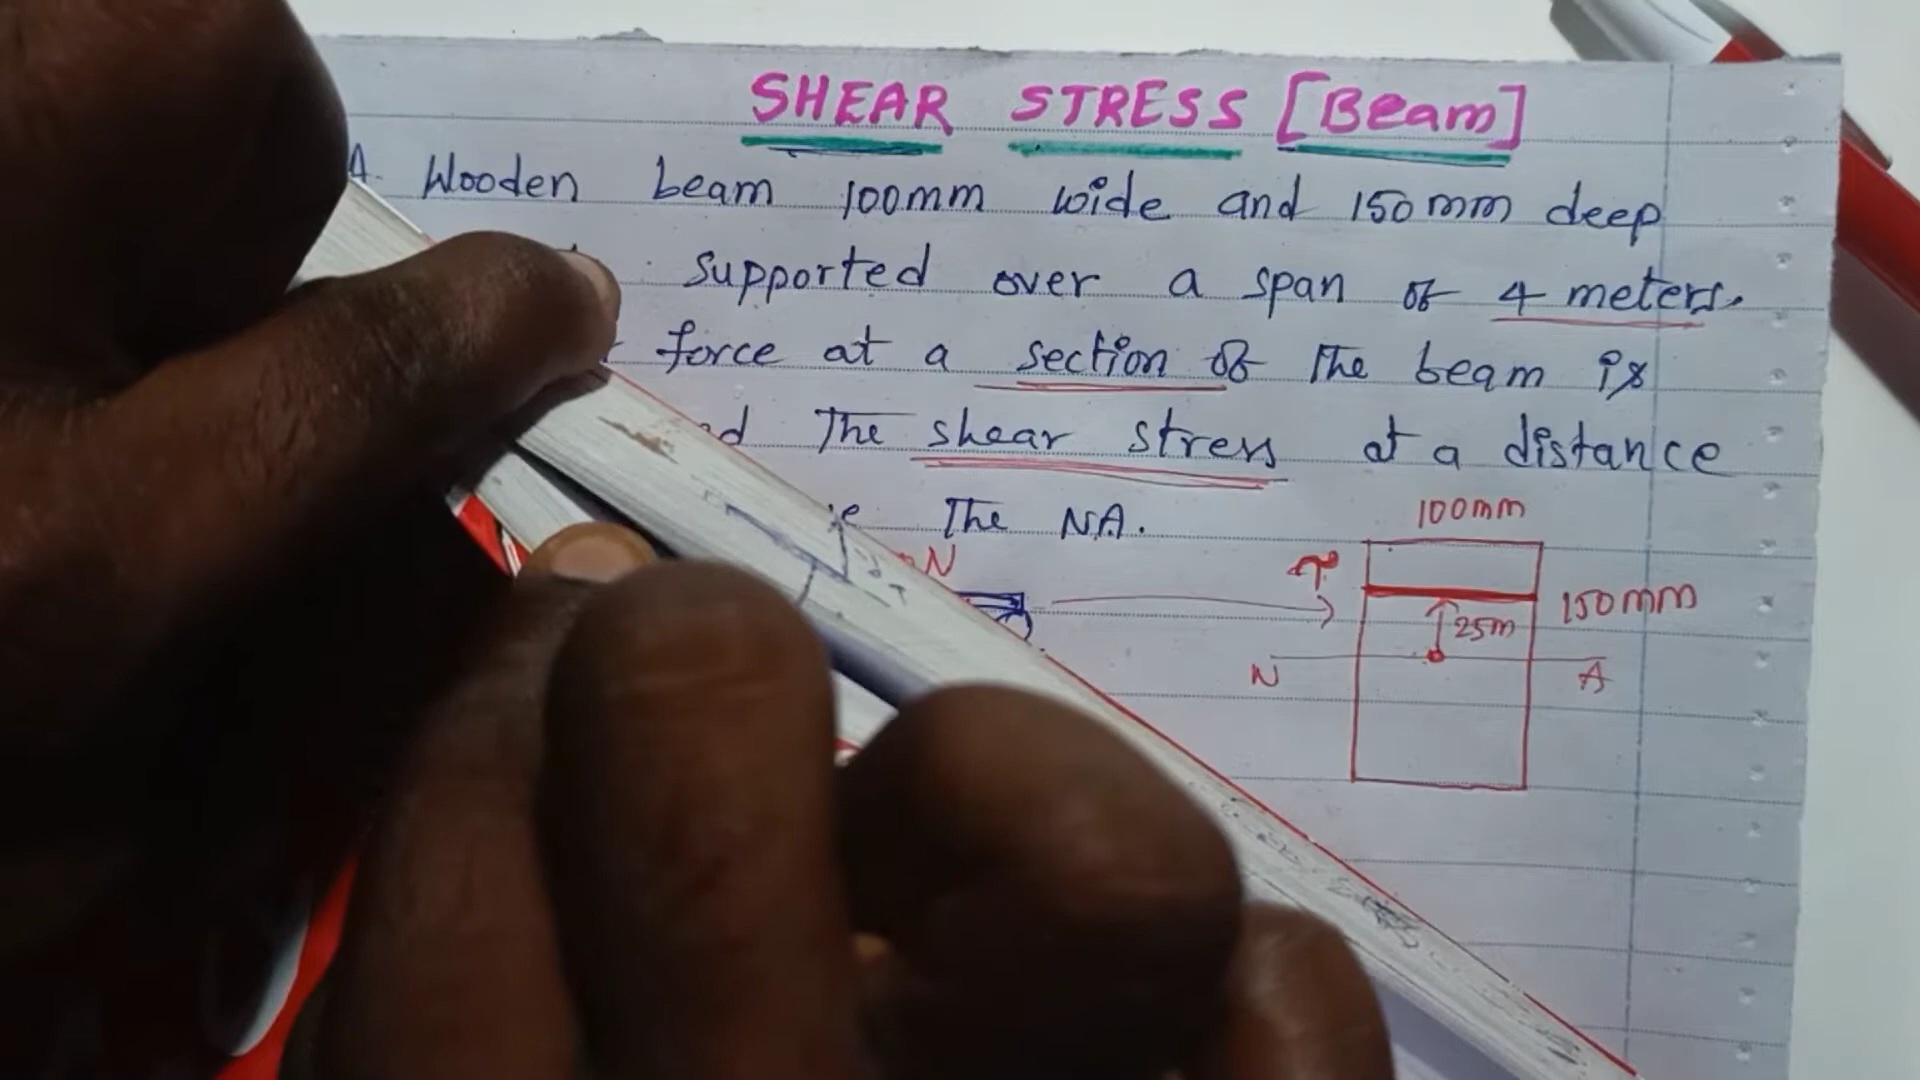 SHEAR STRESS [Beam]
A Wooden beam 100mm wide and 150mm deep
supported over a span of 4 meters.
force at a section of the beam is
The shear stress at a distance
The N.A.
100mm
N
τ
150mm
25m
N
A